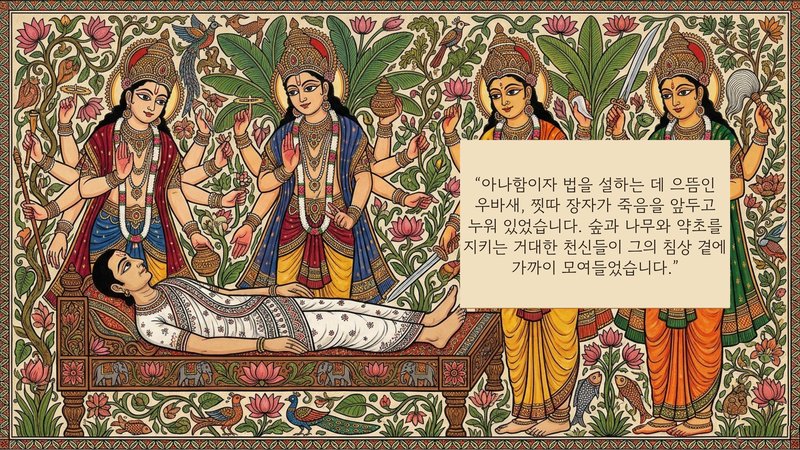 “아나함이자 법을 설하는 데 으뜸인
우바새, 찟따 장자가 죽음을 앞두고
누워 있었습니다. 숲과 나무와 약초를
지키는 거대한 천신들이 그의 침상 곁에
가까이 모여들었습니다.”